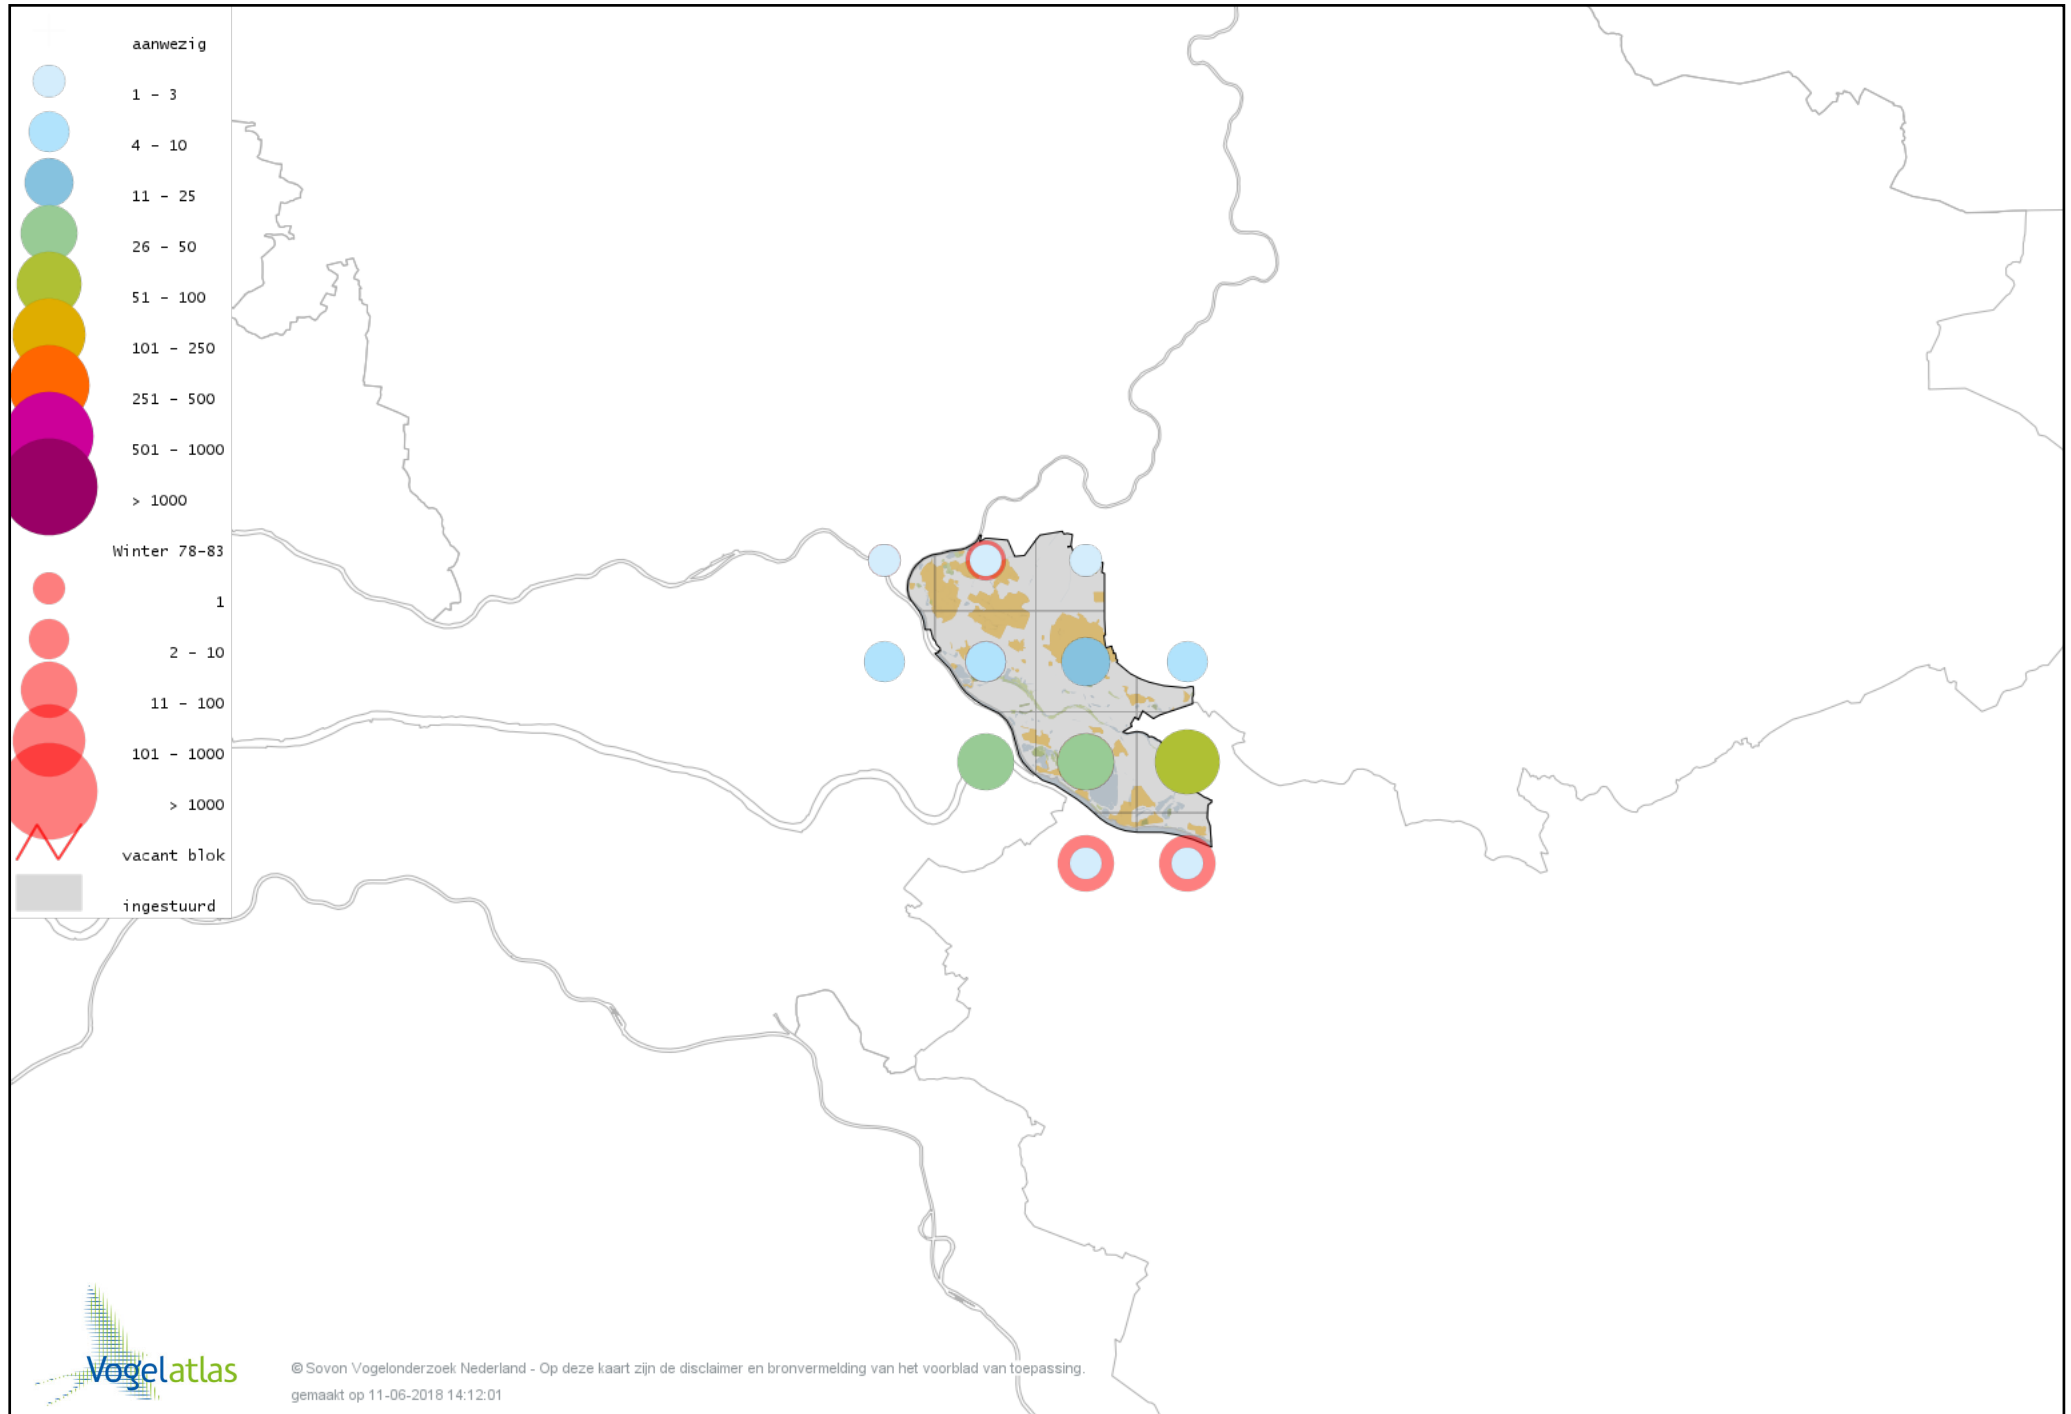 aanwezig
1 - 3
4 - 10
11 - 25
26 - 50
51 - 100
101 - 250
251 - 500
501 - 1000
> 1000
Winter 78-83
1
2 - 10
11 - 100
101 - 1000
> 1000
vacant blok
ingestuurd
Vogelatlas
© Sovon Vogelonderzoek Nederland - Op deze kaart zijn de disclaimer en bronvermelding van het voorblad van toepassing.
gemaakt op 11-06-2018 14:12:01